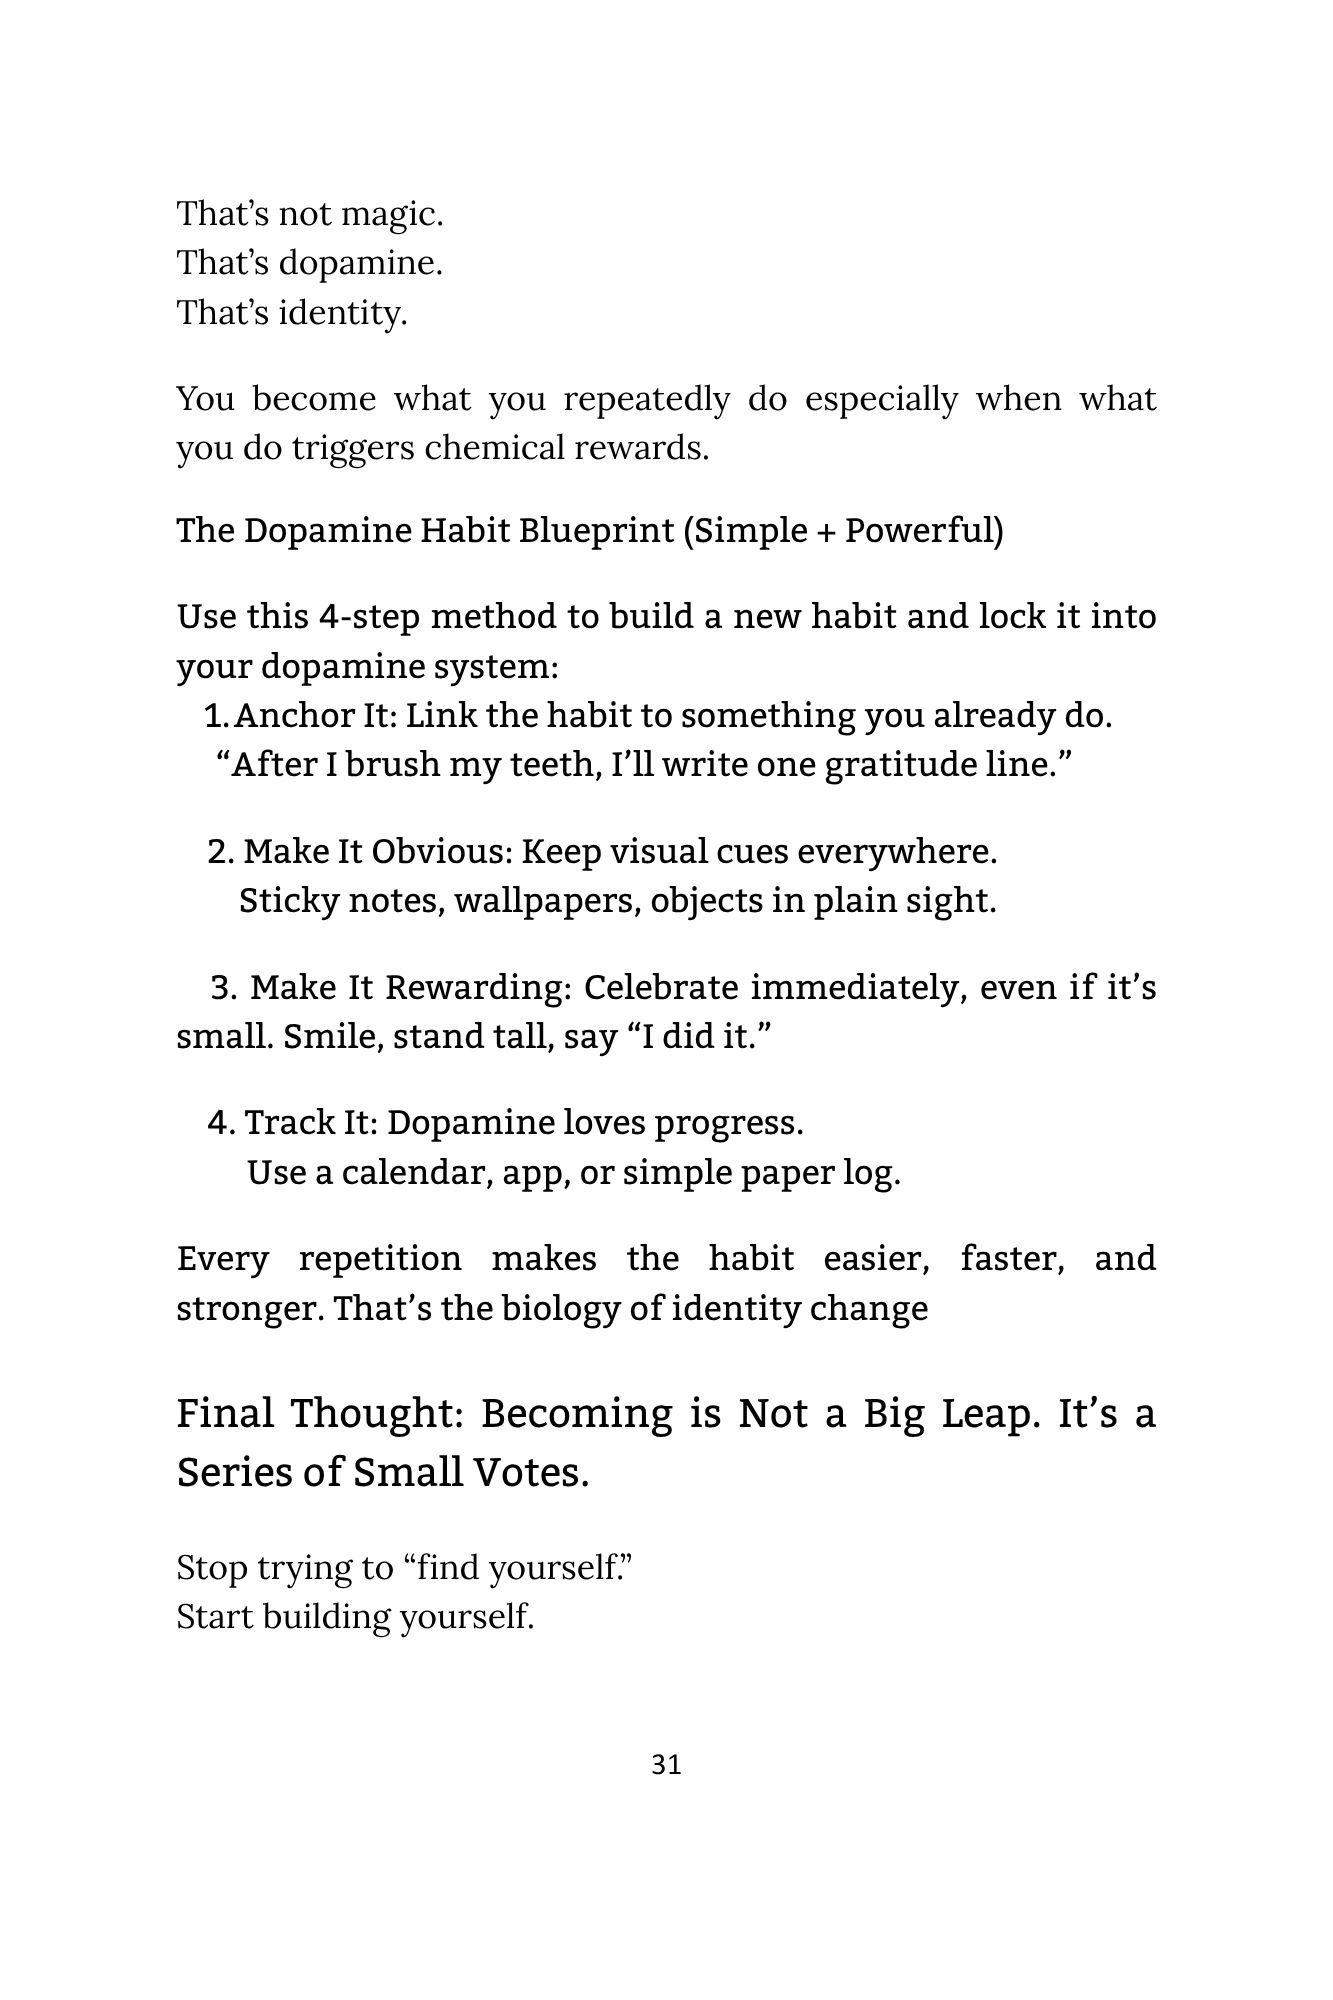 That’s not magic.
That’s dopamine.
That’s identity.
You become what you repeatedly do especially when what
you do triggers chemical rewards.
The Dopamine Habit Blueprint (Simple + Powerful)
Use this 4-step method to build a new habit and lock it into
your dopamine system:
1. Anchor It: Link the habit to something you already do.
“After I brush my teeth, I’ll write one gratitude line.”
2. Make It Obvious: Keep visual cues everywhere.
Sticky notes, wallpapers, objects in plain sight.
3. Make It Rewarding: Celebrate immediately, even if it’s
small. Smile, stand tall, say “I did it.”
4. Track It: Dopamine loves progress.
Use a calendar, app, or simple paper log.
Every repetition makes the habit easier, faster, and
stronger. That’s the biology of identity change
Final Thought: Becoming is Not a Big Leap. It’s a
Series of Small Votes.
Stop trying to “find yourself.”
Start building yourself.
31